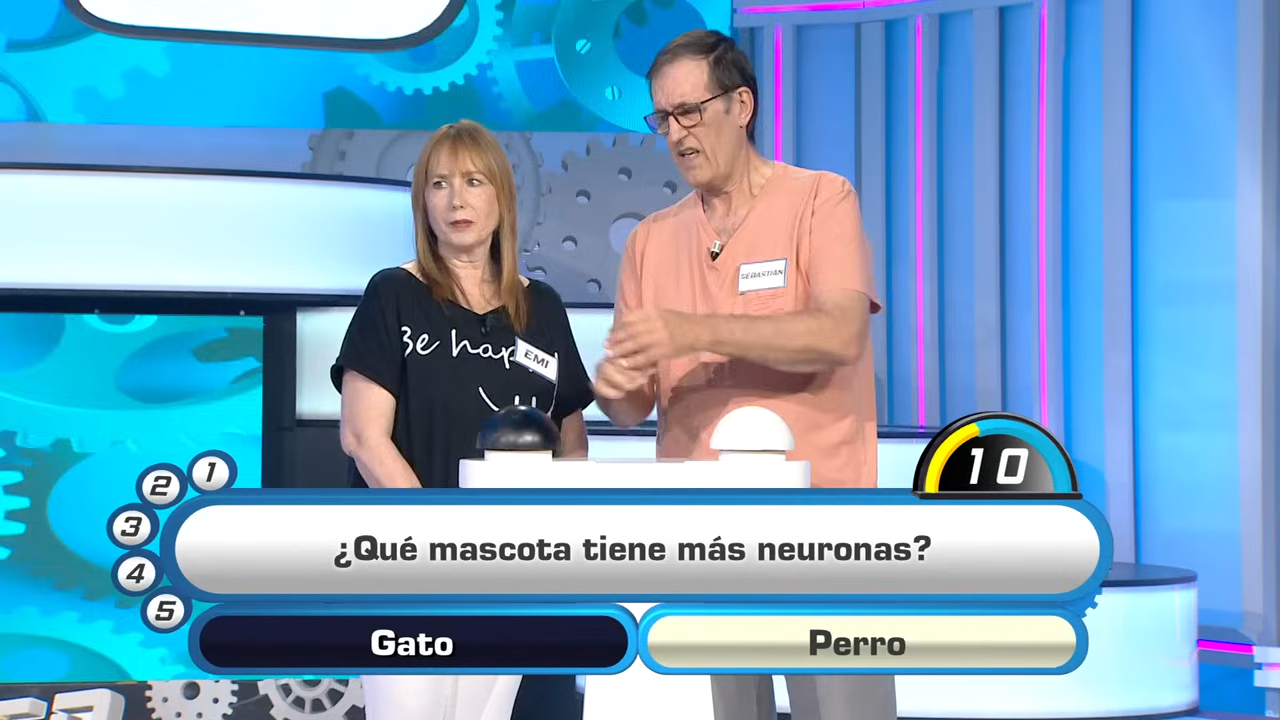 Be hap
EMI
SEBASTIÁN
10
1
2
3
4
5
¿Qué mascota tiene más neuronas?
Gato
Perro